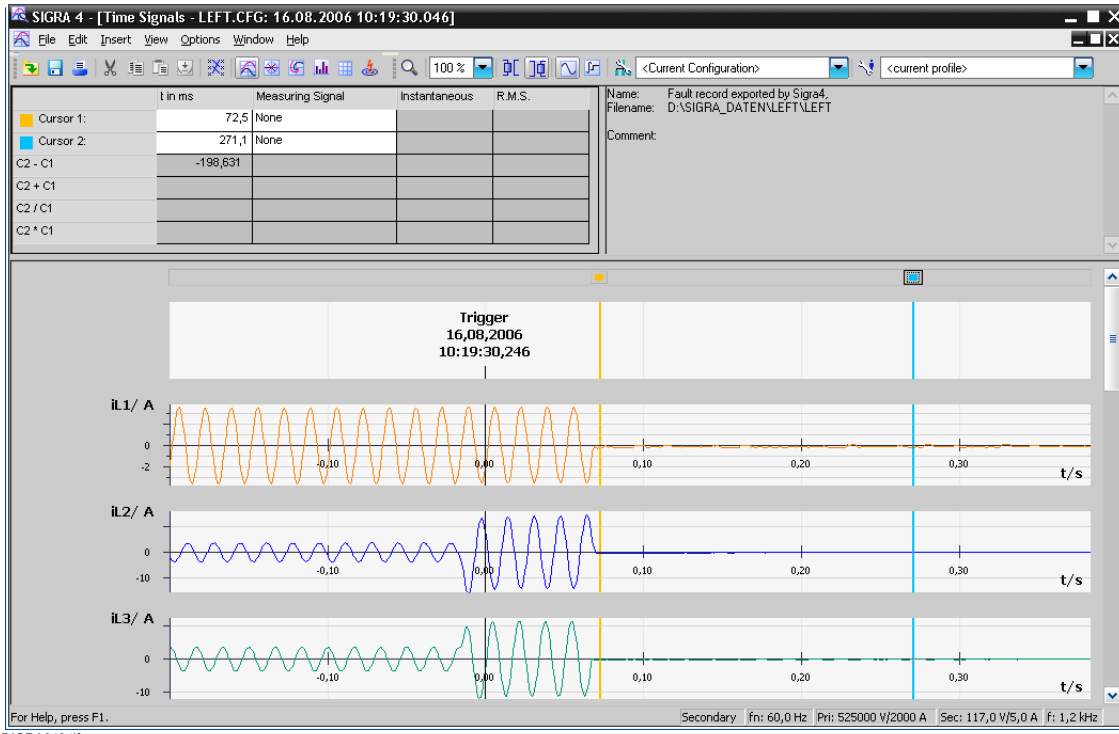 SIGRA 4 - [Time Signals - LEFT.CFG: 16.08.2006 10:19:30.046]
File Edit Insert View Options Window Help
100 % <Current Configuration> <current profile>
t in ms Measuring Signal Instantaneous R.M.S.
Cursor 1: 72,5 None
Cursor 2: 271,1 None
C2 - C1 -198,631
C2 + C1
C2 / C1
C2 * C1
Name: Fault record exported by Sigra4,
Filename: D:\SIGRA_DATEN\LEFT\LEFT
Comment:
Trigger
16,08,2006
10:19:30,246
iL1/ A
0
-2
-0,10 0,00 0,10 0,20 0,30
t/s
iL2/ A
0
-10
-0,10 0,00 0,10 0,20 0,30
t/s
iL3/ A
0
-10
-0,10 0,00 0,10 0,20 0,30
t/s
For Help, press F1. Secondary fn: 60,0 Hz Pri: 525000 V/2000 A Sec: 117,0 V/5,0 A f: 1,2 kHz